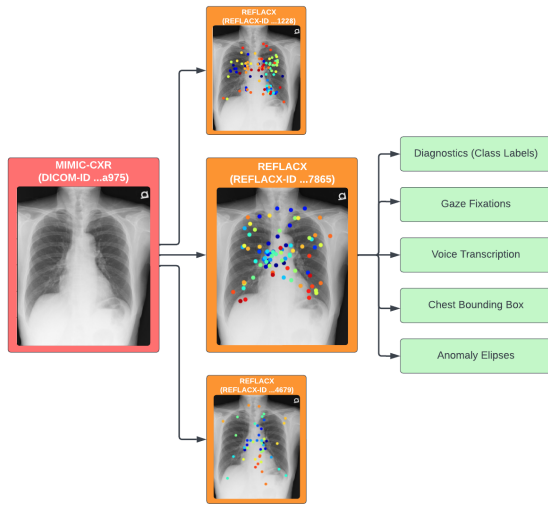 REFLACX
(REFLACX-ID ...1228)
MIMIC-CXR
(DICOM-ID ...a975)
REFLACX
(REFLACX-ID ...7865)
REFLACX
(REFLACX-ID ...4679)
Diagnostics (Class Labels)
Gaze Fixations
Voice Transcription
Chest Bounding Box
Anomaly Elipses